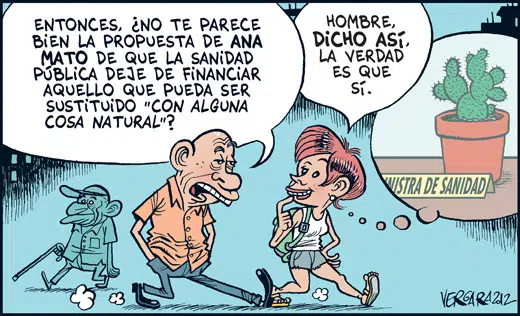 ENTONCES, ¿NO TE PARECE
BIEN LA PROPUESTA DE ANA
MATO DE QUE LA SANIDAD
PÚBLICA DEJE DE FINANCIAR
AQUELLO QUE PUEDA SER
SUSTITUIDO "CON ALGUNA
COSA NATURAL"?
HOMBRE,
DICHO ASÍ,
LA VERDAD
ES QUE
SÍ.
NISTRA DE SANIDAD
VERGARA2012